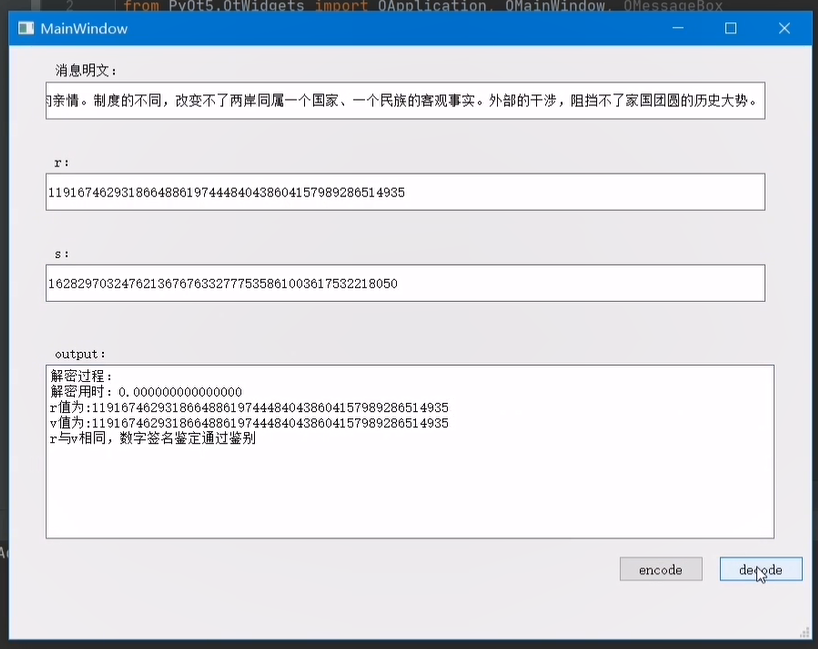 from PyQt5.QtWidgets import QApplication, QMainWindow, QMessageBox
MainWindow
消息明文：
的亲情。制度的不同，改变不了两岸同属一个国家、一个民族的客观事实。外部的干涉，阻挡不了家国团圆的历史大势。
r：
1191674629318664886197444840438604157989286514935
s：
162829703247621367676332777535861003617532218050
output：
解密过程：
解密用时：0.000000000000000
r值为:1191674629318664886197444840438604157989286514935
v值为:1191674629318664886197444840438604157989286514935
r与v相同，数字签名鉴定通过鉴别
encode
decode